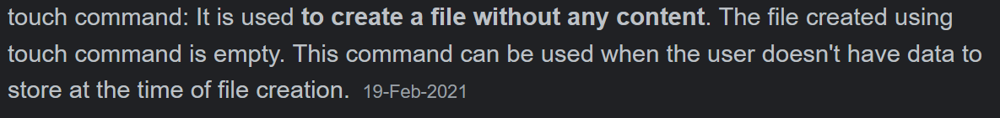 touch command: It is used to create a file without any content. The file created using
touch command is empty. This command can be used when the user doesn't have data to
store at the time of file creation. 19-Feb-2021